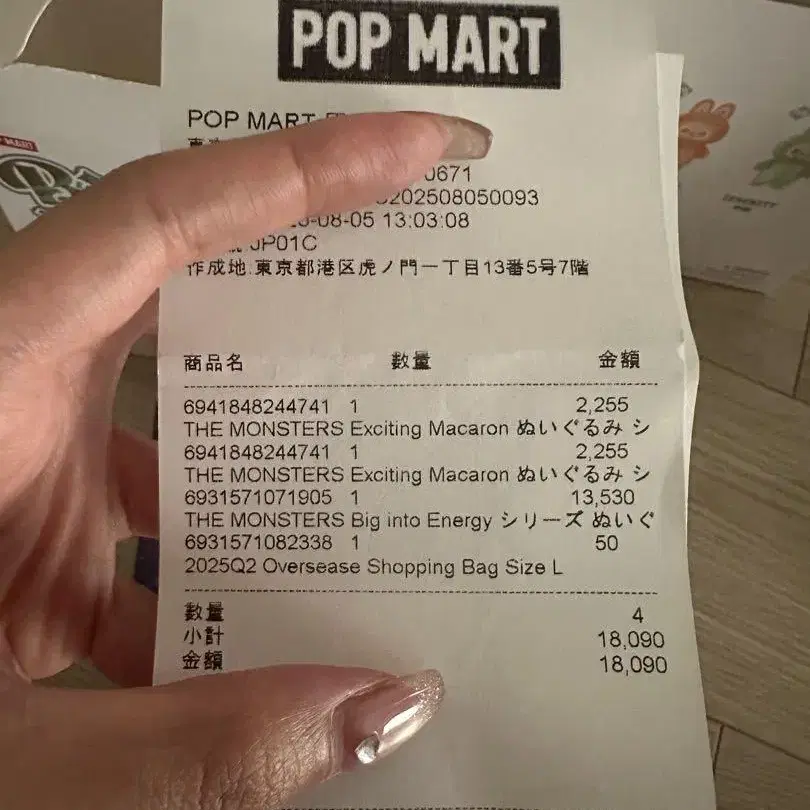 POP MART
POP MART
0671
202508050093
-08-05 13:03:08
JP01C
作成地:東京都港区虎ノ門一丁目13番5号7階
商品名 数量 金額
6941848244741 1 2,255
THE MONSTERS Exciting Macaron ぬいぐるみ シ
6941848244741 1 2,255
THE MONSTERS Exciting Macaron ぬいぐるみ シ
6931571071905 1 13,530
THE MONSTERS Big into Energy シリーズ ぬいぐ
6931571082338 1 50
2025Q2 Oversease Shopping Bag Size L
数量 4
小計 18,090
金額 18,090
MART
SERENITY